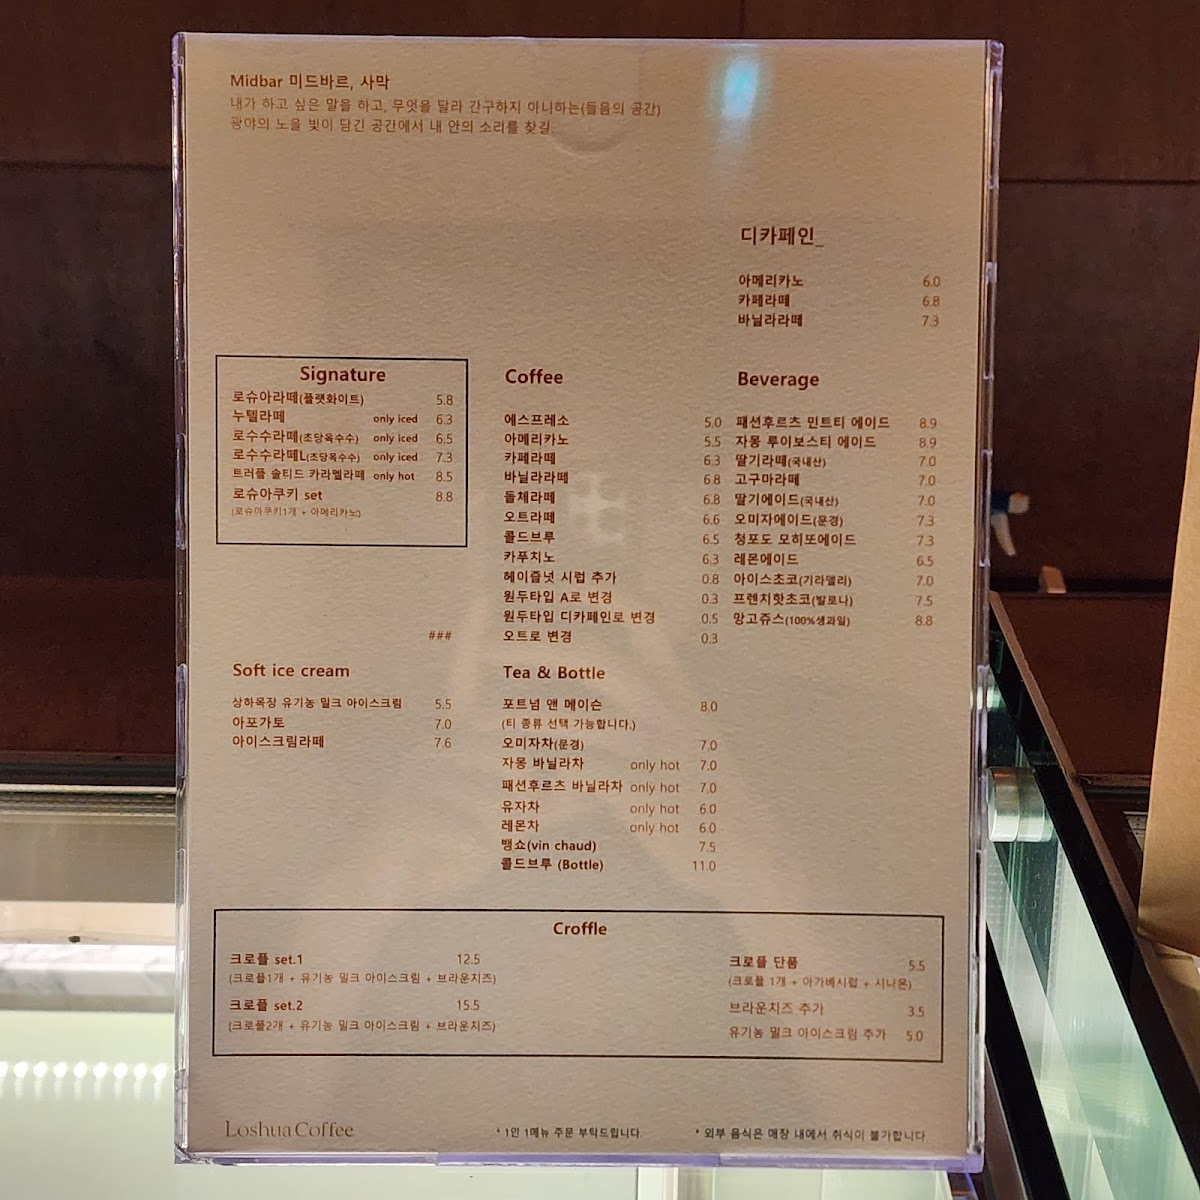 Midbar 미드바르, 사막
내가 하고 싶은 말을 하고, 무엇을 달라 간구하지 아니하는(들음의 공간)
광야의 노을 빛이 담긴 공간에서 내 안의 소리를 찾길.
디카페인_
아메리카노 6.0
카페라떼 6.8
바닐라라떼 7.3
Signature
로슈아라떼(플랫화이트) 5.8
누텔라떼 only iced 6.3
로수수라떼(초당옥수수) only iced 6.5
로수수라떼L(초당옥수수) only iced 7.3
트러플 솔티드 카라멜라떼 only hot 8.5
로슈아쿠키 set 8.8
(로슈아쿠키1개 + 아메리카노)
###
Coffee
에스프레소 5.0
아메리카노 5.5
카페라떼 6.3
바닐라라떼 6.8
돌체라떼 6.8
오트라떼 6.6
콜드브루 6.5
카푸치노 6.3
헤이즐넛 시럽 추가 0.8
원두타입 A로 변경 0.3
원두타입 디카페인로 변경 0.5
오트로 변경 0.3
Beverage
패션후르츠 민트티 에이드 8.9
자몽 루이보스티 에이드 8.9
딸기라떼(국내산) 7.0
고구마라떼 7.0
딸기에이드(국내산) 7.0
오미자에이드(문경) 7.3
청포도 모히또에이드 7.3
레몬에이드 6.5
아이스초코(기라델리) 7.0
프렌치핫초코(발로나) 7.5
망고쥬스(100%생과일) 8.8
Soft ice cream
상하목장 유기농 밀크 아이스크림 5.5
아포가토 7.0
아이스크림라떼 7.6
Tea & Bottle
포트넘 앤 메이슨 8.0
(티 종류 선택 가능합니다.)
오미자차(문경) 7.0
자몽 바닐라차 only hot 7.0
패션후르츠 바닐라차 only hot 7.0
유자차 only hot 6.0
레몬차 only hot 6.0
뱅쇼(vin chaud) 7.5
콜드브루 (Bottle) 11.0
Croffle
크로플 set.1 12.5
(크로플1개 + 유기농 밀크 아이스크림 + 브라운치즈)
크로플 set.2 15.5
(크로플2개 + 유기농 밀크 아이스크림 + 브라운치즈)
크로플 단품 5.5
(크로플 1개 + 아가베시럽 + 시나몬)
브라운치즈 추가 3.5
유기농 밀크 아이스크림 추가 5.0
Loshua Coffee
* 1인 1메뉴 주문 부탁드립니다
* 외부 음식은 매장 내에서 취식이 불가합니다